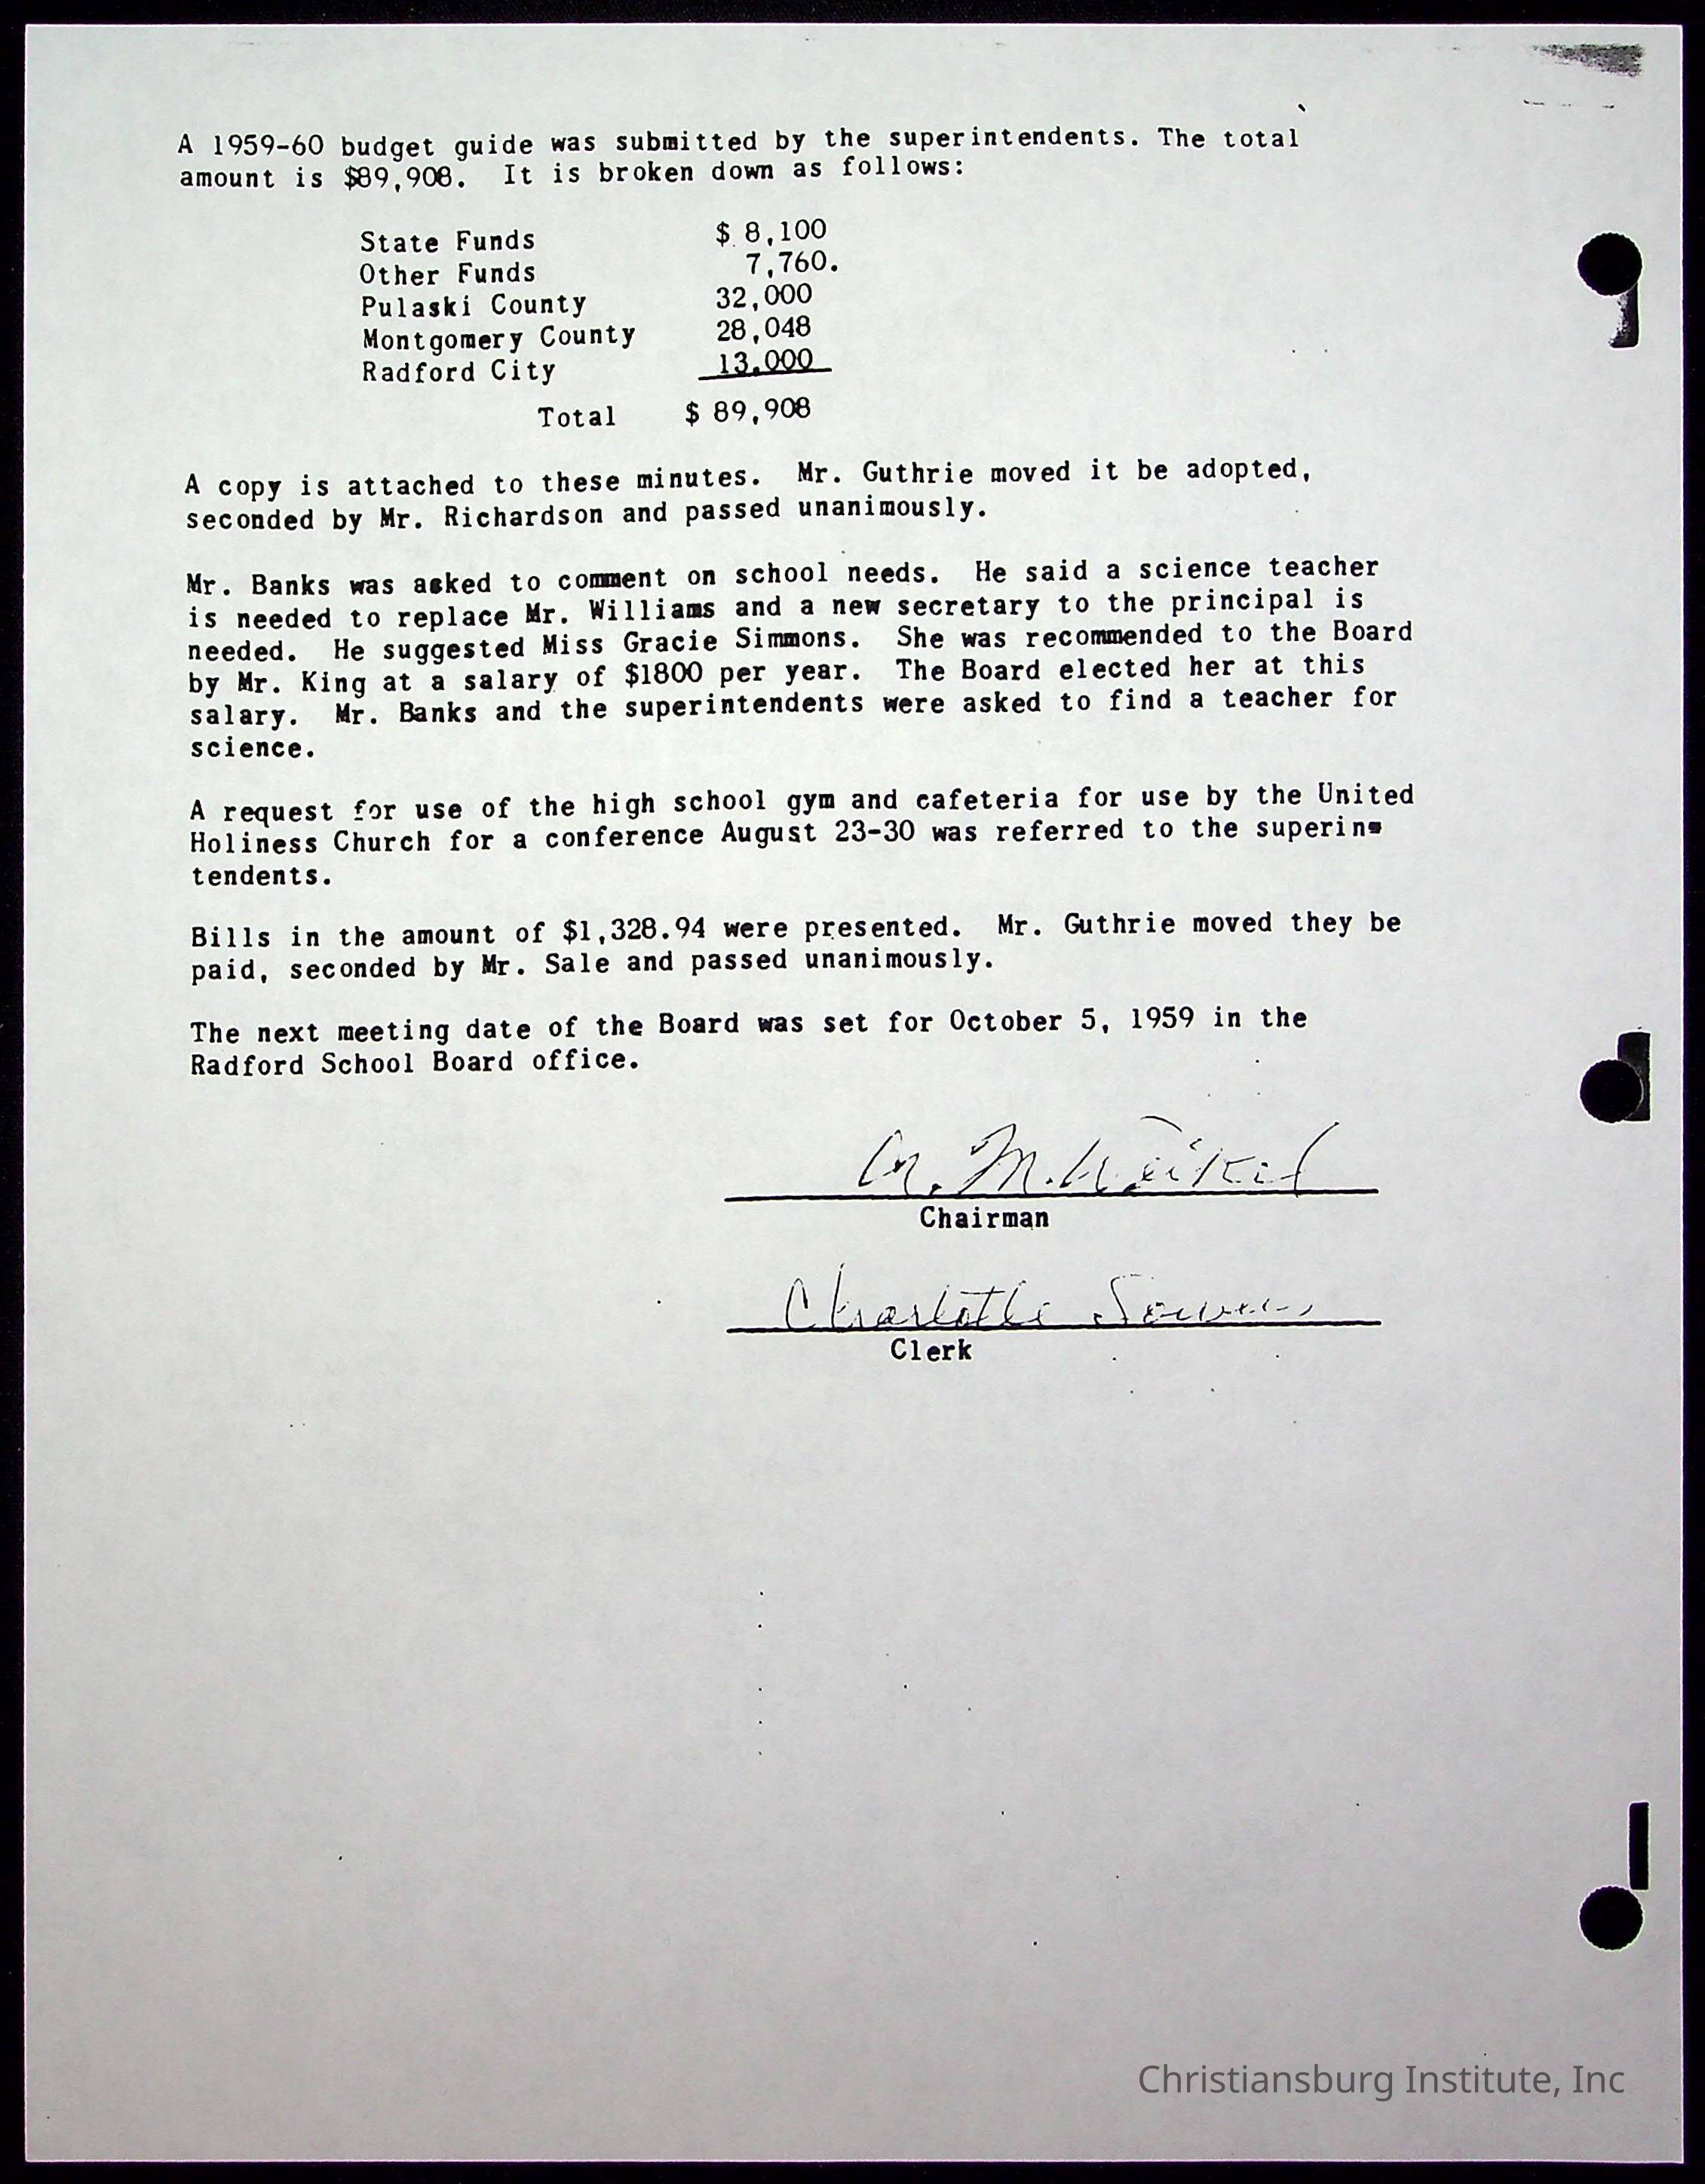 A 1959-60 budget guide was submitted by the superintendents. The total
amount is $89,908. It is broken down as follows:
State Funds $ 8,100
Other Funds 7,760.
Pulaski County 32,000
Montgomery County 28,048
Radford City 13,000
Total $ 89,908
A copy is attached to these minutes. Mr. Guthrie moved it be adopted,
seconded by Mr. Richardson and passed unanimously.
Mr. Banks was asked to comment on school needs. He said a science teacher
is needed to replace Mr. Williams and a new secretary to the principal is
needed. He suggested Miss Gracie Simmons. She was recommended to the Board
by Mr. King at a salary of $1800 per year. The Board elected her at this
salary. Mr. Banks and the superintendents were asked to find a teacher for
science.
A request for use of the high school gym and cafeteria for use by the United
Holiness Church for a conference August 23-30 was referred to the superin-
tendents.
Bills in the amount of $1,328.94 were presented. Mr. Guthrie moved they be
paid, seconded by Mr. Sale and passed unanimously.
The next meeting date of the Board was set for October 5, 1959 in the
Radford School Board office.
M. Weikel
Chairman
Charlotte
Clerk
Christiansburg Institute, Inc